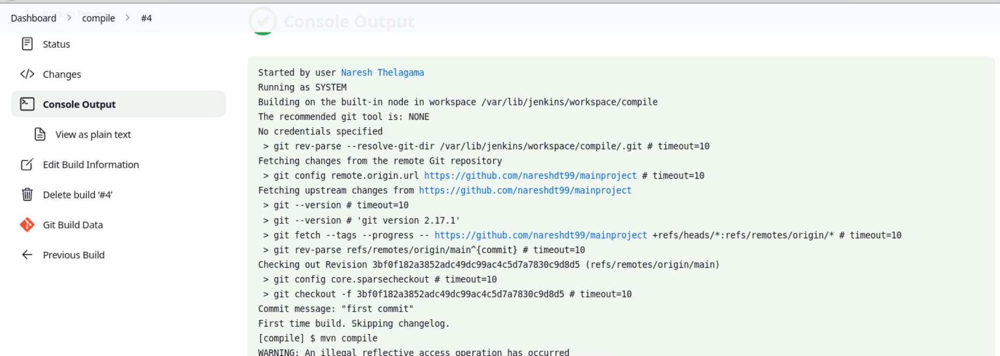 Back to Project
Dashboard > compile > #4
Console Output
Status
Changes
Console Output
View as plain text
Edit Build Information
Delete build ‘#4’
Git Build Data
Previous Build
Started by user Naresh Thelagama
Running as SYSTEM
Building on the built-in node in workspace /var/lib/jenkins/workspace/compile
The recommended git tool is: NONE
No credentials specified
> git rev-parse --resolve-git-dir /var/lib/jenkins/workspace/compile/.git # timeout=10
Fetching changes from the remote Git repository
> git config remote.origin.url https://github.com/nareshdt99/mainproject # timeout=10
Fetching upstream changes from https://github.com/nareshdt99/mainproject
> git --version # timeout=10
> git --version # 'git version 2.17.1'
> git fetch --tags --progress -- https://github.com/nareshdt99/mainproject +refs/heads/*:refs/remotes/origin/* # timeout=10
> git rev-parse refs/remotes/origin/main^{commit} # timeout=10
Checking out Revision 3bf0f182a3852adc49dc99ac4c5d7a7830c9d8d5 (refs/remotes/origin/main)
> git config core.sparsecheckout # timeout=10
> git checkout -f 3bf0f182a3852adc49dc99ac4c5d7a7830c9d8d5 # timeout=10
Commit message: "first commit"
First time build. Skipping changelog.
[compile] $ mvn compile
WARNING: An illegal reflective access operation has occurred